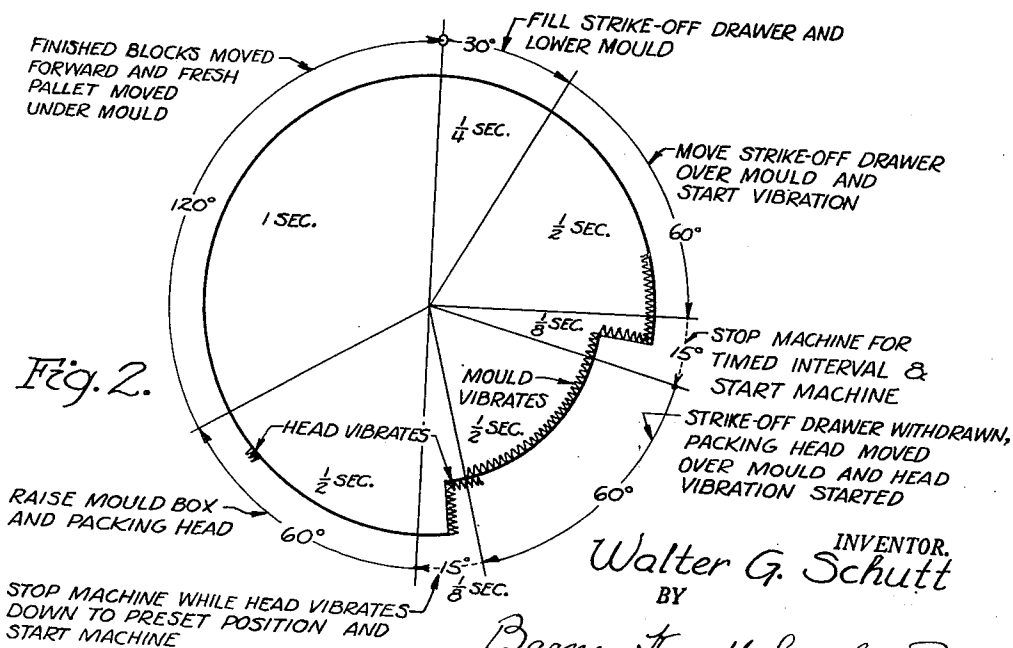 FILL STRIKE-OFF DRAWER AND
LOWER MOULD
30°
FINISHED BLOCKS MOVED
FORWARD AND FRESH
PALLET MOVED
UNDER MOULD
1/4 SEC.
MOVE STRIKE-OFF DRAWER
OVER MOULD AND
START VIBRATION
120°
1 SEC.
1/2 SEC.
60°
1/8 SEC.
15°
STOP MACHINE FOR
TIMED INTERVAL &
START MACHINE
Fig. 2.
MOULD
VIBRATES
1/2 SEC.
HEAD VIBRATES
STRIKE-OFF DRAWER WITHDRAWN,
PACKING HEAD MOVED
OVER MOULD AND HEAD
VIBRATION STARTED
1/2 SEC.
60°
RAISE MOULD BOX
AND PACKING HEAD
60°
15°
1/8 SEC.
STOP MACHINE WHILE HEAD VIBRATES
DOWN TO PRESET POSITION AND
START MACHINE
INVENTOR.
Walter G. Schutt
BY